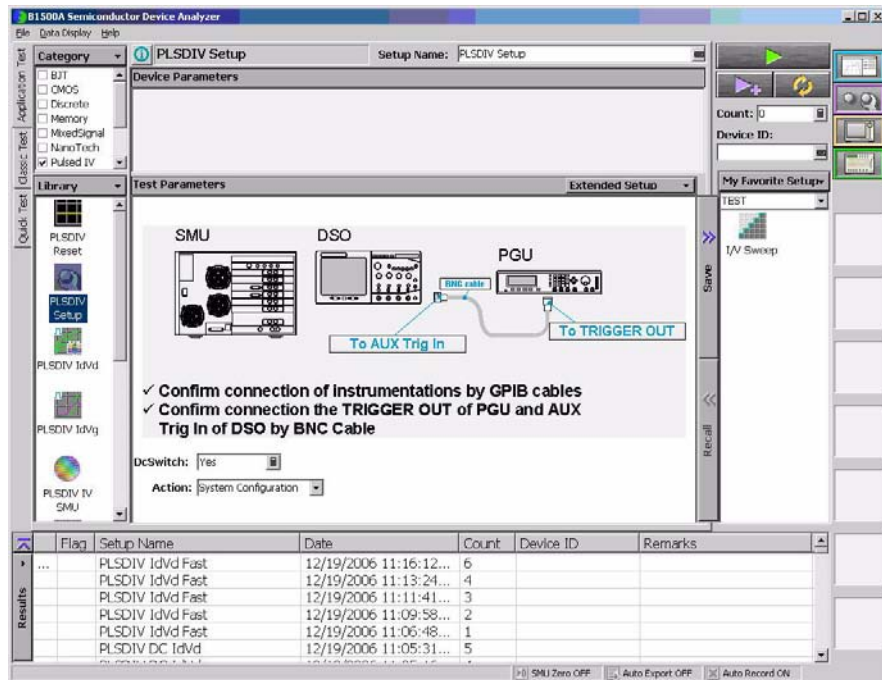 B1500A Semiconductor Device Analyzer
File Data Display Help
Application Test
Classic Test
Quick Test
Category
BJT
CMOS
Discrete
Memory
MixedSignal
NanoTech
Pulsed IV
Library
PLSDIV Reset
PLSDIV Setup
PLSDIV IdVd
PLSDIV IdVg
PLSDIV IV SMU
PLSDIV Setup
Setup Name: PLSDIV Setup
Device Parameters
Test Parameters
Extended Setup
SMU
DSO
PGU
BNC cable
To AUX Trig In
To TRIGGER OUT
✓ Confirm connection of instrumentations by GPIB cables
✓ Confirm connection the TRIGGER OUT of PGU and AUX
Trig In of DSO by BNC Cable
DcSwitch: Yes
Action: System Configuration
Save
Recall
Count: 0
Device ID:
My Favorite Setup
TEST
I/V Sweep
Results
Flag Setup Name Date Count Device ID Remarks
... PLSDIV IdVd Fast 12/19/2006 11:16:12... 6
PLSDIV IdVd Fast 12/19/2006 11:13:24... 4
PLSDIV IdVd Fast 12/19/2006 11:11:41... 3
PLSDIV IdVd Fast 12/19/2006 11:09:58... 2
PLSDIV IdVd Fast 12/19/2006 11:06:48... 1
PLSDIV DC IdVd 12/19/2006 11:05:31... 5
SMU Zero OFF Auto Export OFF Auto Record ON